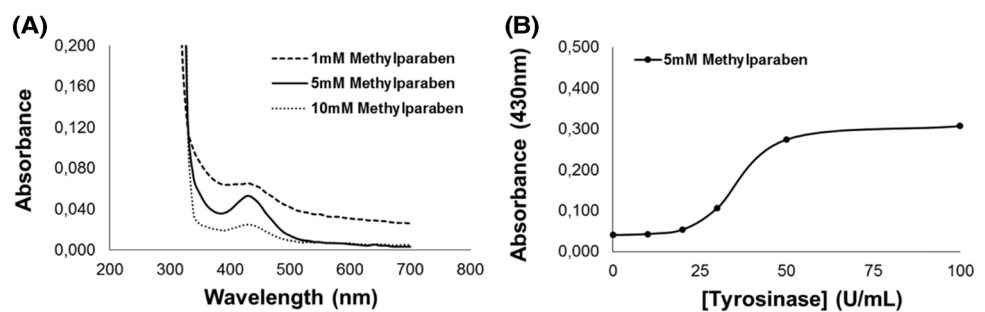 (A)
0,200
0,160
0,120
0,080
0,040
0,000
Absorbance
1mM Methylparaben
5mM Methylparaben
10mM Methylparaben
200 300 400 500 600 700 800
Wavelength (nm)
(B)
0,500
0,400
0,300
0,200
0,100
0,000
Absorbance (430nm)
5mM Methylparaben
0 25 50 75 100
[Tyrosinase] (U/mL)